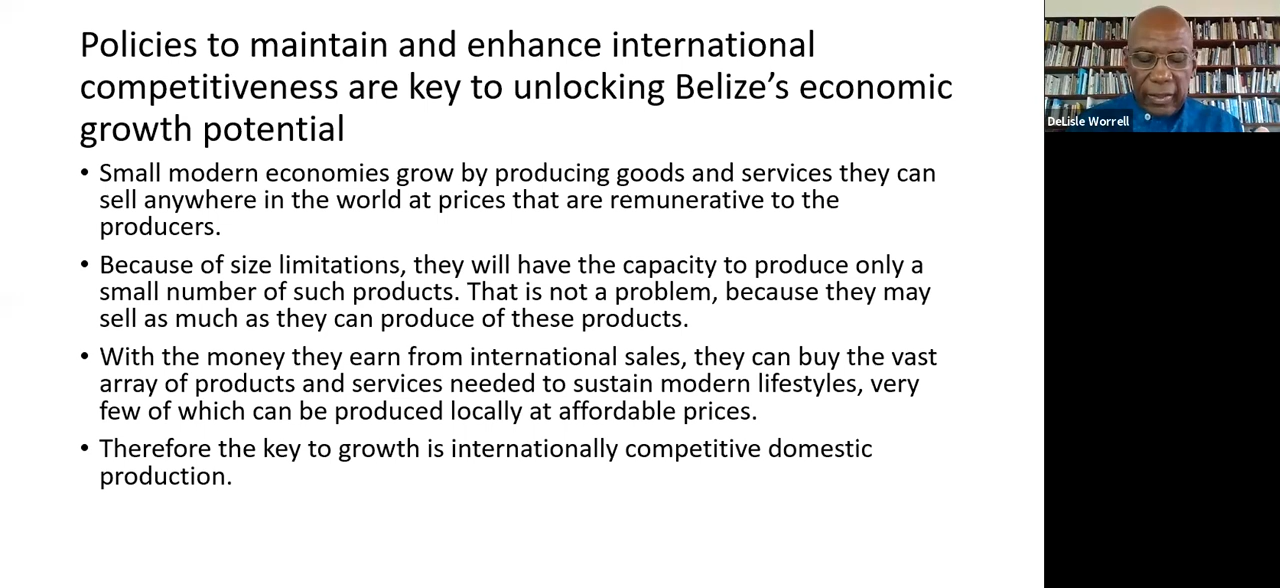 Policies to maintain and enhance international
competitiveness are key to unlocking Belize’s economic
growth potential
• Small modern economies grow by producing goods and services they can
sell anywhere in the world at prices that are remunerative to the
producers.
• Because of size limitations, they will have the capacity to produce only a
small number of such products. That is not a problem, because they may
sell as much as they can produce of these products.
• With the money they earn from international sales, they can buy the vast
array of products and services needed to sustain modern lifestyles, very
few of which can be produced locally at affordable prices.
• Therefore the key to growth is internationally competitive domestic
production.
DeLisle Worrell